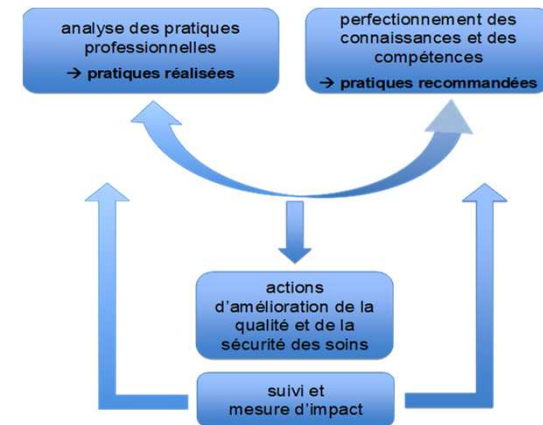 analyse des pratiques
professionnelles
→ pratiques réalisées
perfectionnement des
connaissances et des
compétences
→ pratiques recommandées
actions
d'amélioration de la
qualité et de la
sécurité des soins
suivi et
mesure d'impact